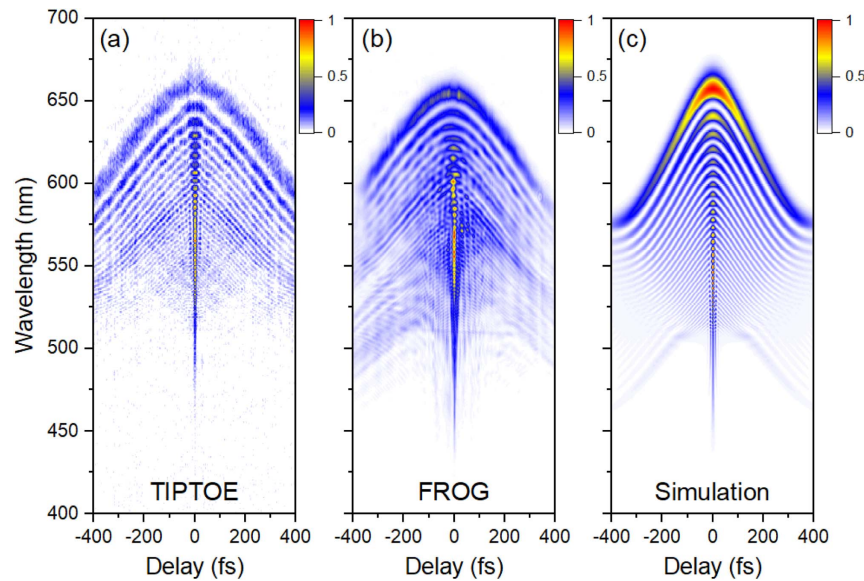 Wavelength (nm)
700
650
600
550
500
450
400
(a)
1
0.5
0
TIPTOE
-400 -200 0 200 400
Delay (fs)
(b)
1
0.5
0
FROG
-400 -200 0 200 400
Delay (fs)
(c)
1
0.5
0
Simulation
-400 -200 0 200 400
Delay (fs)